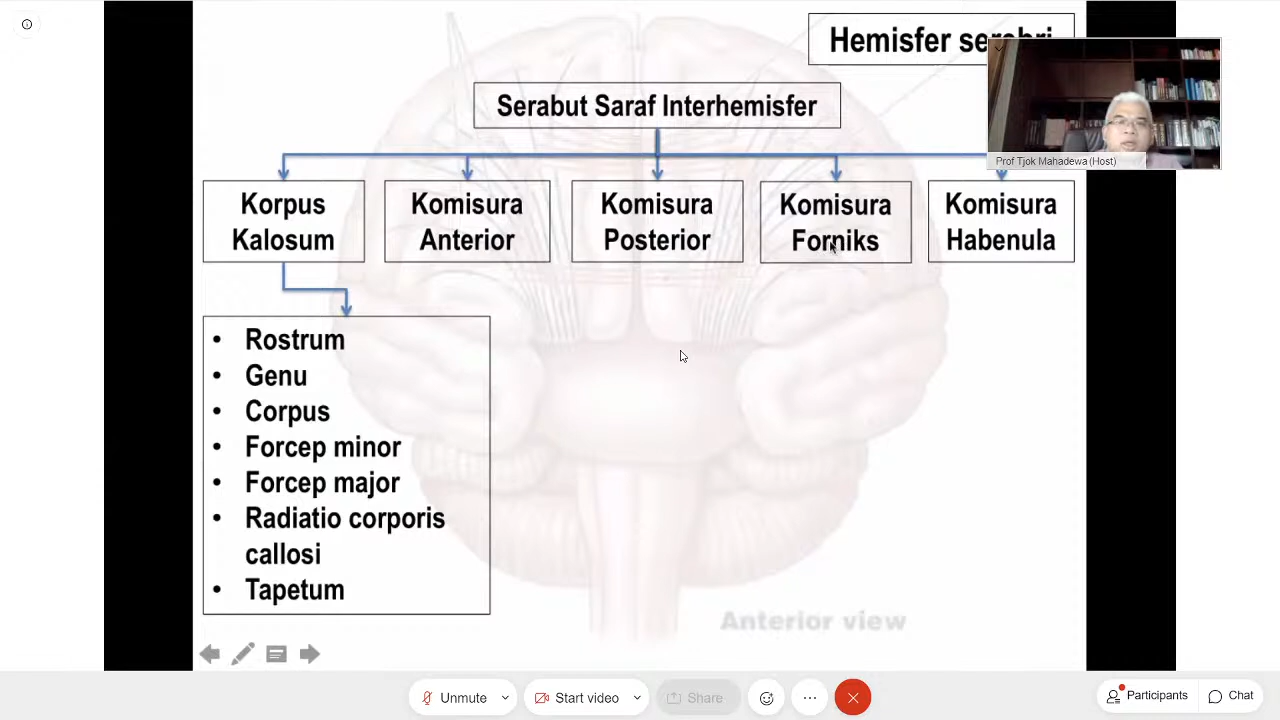 Hemisfer serebri
Serabut Saraf Interhemisfer
Prof Tjok Mahadewa (Host)
Korpus
Kalosum
Komisura
Anterior
Komisura
Posterior
Komisura
Forniks
Komisura
Habenula
• Rostrum
• Genu
• Corpus
• Forcep minor
• Forcep major
• Radiatio corporis
callosi
• Tapetum
Anterior view
Unmute
Start video
Share
Participants
Chat